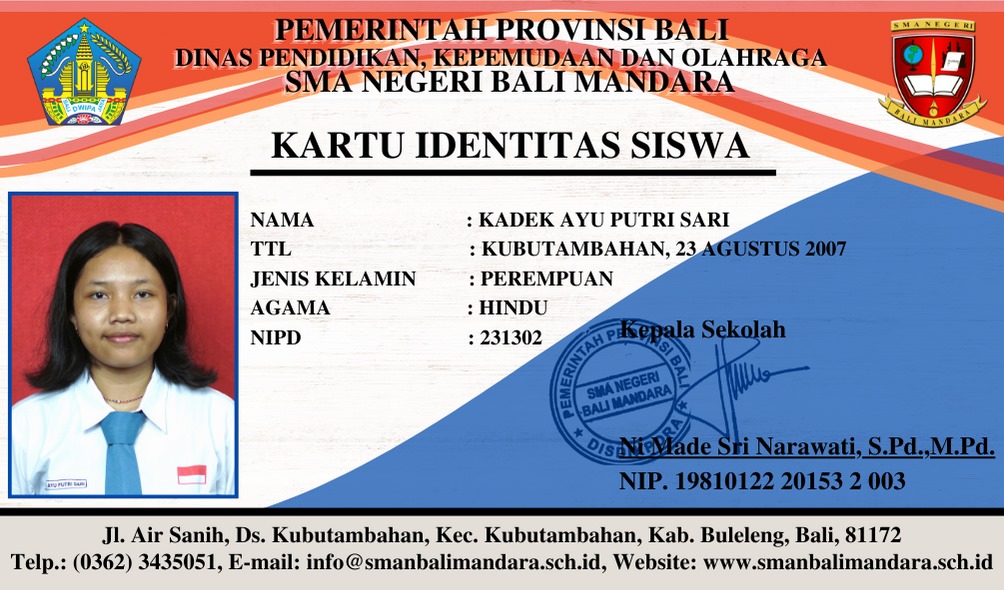 PEMERINTAH PROVINSI BALI
DINAS PENDIDIKAN, KEPEMUDAAN DAN OLAHRAGA
SMA NEGERI BALI MANDARA
BALI DWIPA JAYA
SMA NEGERI
BALI MANDARA
KARTU IDENTITAS SISWA
NAMA : KADEK AYU PUTRI SARI
TTL : KUBUTAMBAHAN, 23 AGUSTUS 2007
JENIS KELAMIN : PEREMPUAN
AGAMA : HINDU
NIPD : 231302
Kepala Sekolah
PEMERINTAH PROVINSI BALI
SMA NEGERI
BALI MANDARA
DISDIKPORA
Ni Made Sri Narawati, S.Pd.,M.Pd.
NIP. 19810122 20153 2 003
AYU PUTRI SARI
Jl. Air Sanih, Ds. Kubutambahan, Kec. Kubutambahan, Kab. Buleleng, Bali, 81172
Telp.: (0362) 3435051, E-mail: info@smanbalimandara.sch.id, Website: www.smanbalimandara.sch.id